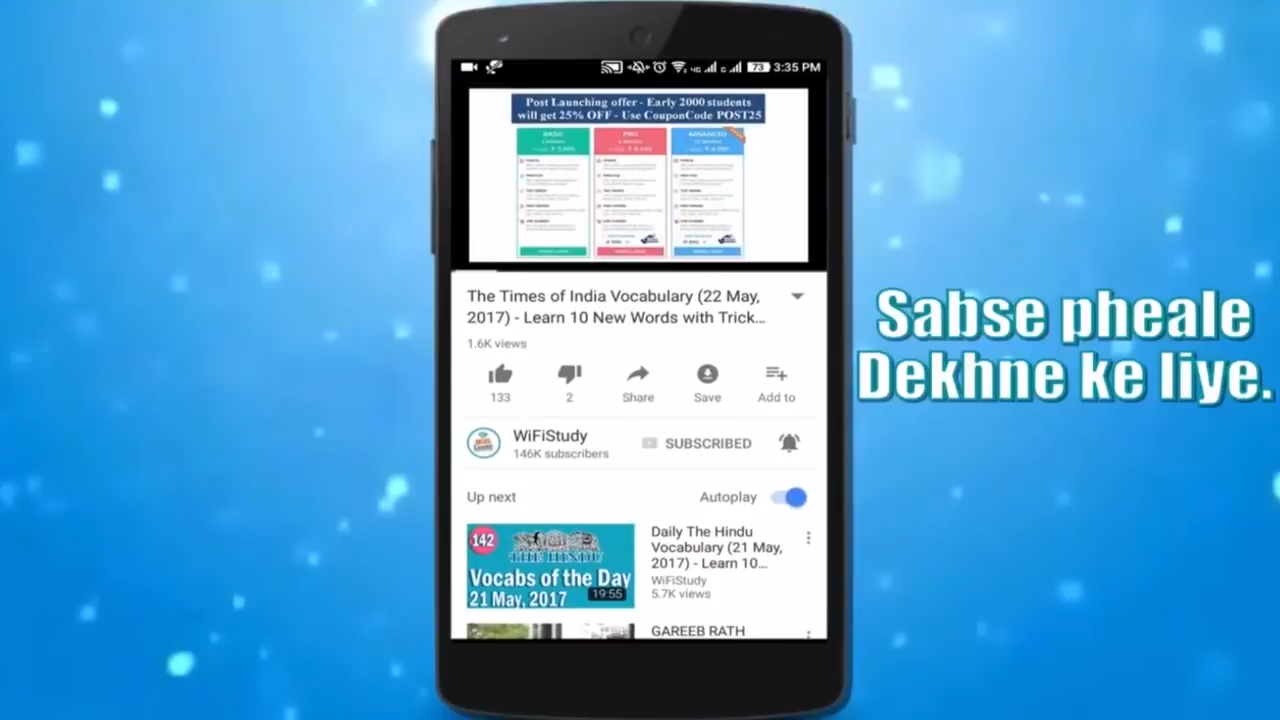 73 3:35 PM
Post Launching offer - Early 2000 students
will get 25% OFF - Use CouponCode POST25
BASIC
PRO
ADVANCED
The Times of India Vocabulary (22 May,
2017) - Learn 10 New Words with Trick...
1.6K views
133
2
Share
Save
Add to
WiFiStudy
146K subscribers
SUBSCRIBED
Up next
Autoplay
142
THE HINDU
Vocabs of the Day
21 May, 2017
19:55
Daily The Hindu
Vocabulary (21 May,
2017) - Learn 10...
WiFiStudy
5.7K views
GAREEB RATH
Sabse pheale
Dekhne ke liye.